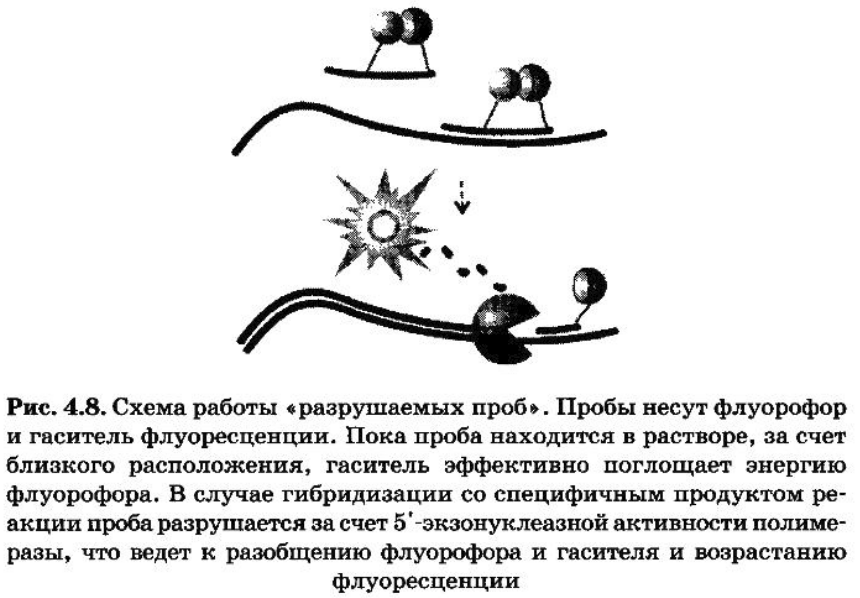 Рис. 4.8. Схема работы «разрушаемых проб». Пробы несут флуорофор
и гаситель флуоресценции. Пока проба находится в растворе, за счет
близкого расположения, гаситель эффективно поглощает энергию
флуорофора. В случае гибридизации со специфичным продуктом ре-
акции проба разрушается за счет 5'-экзонуклеазной активности полиме-
разы, что ведет к разобщению флуорофора и гасителя и возрастанию
флуоресценции